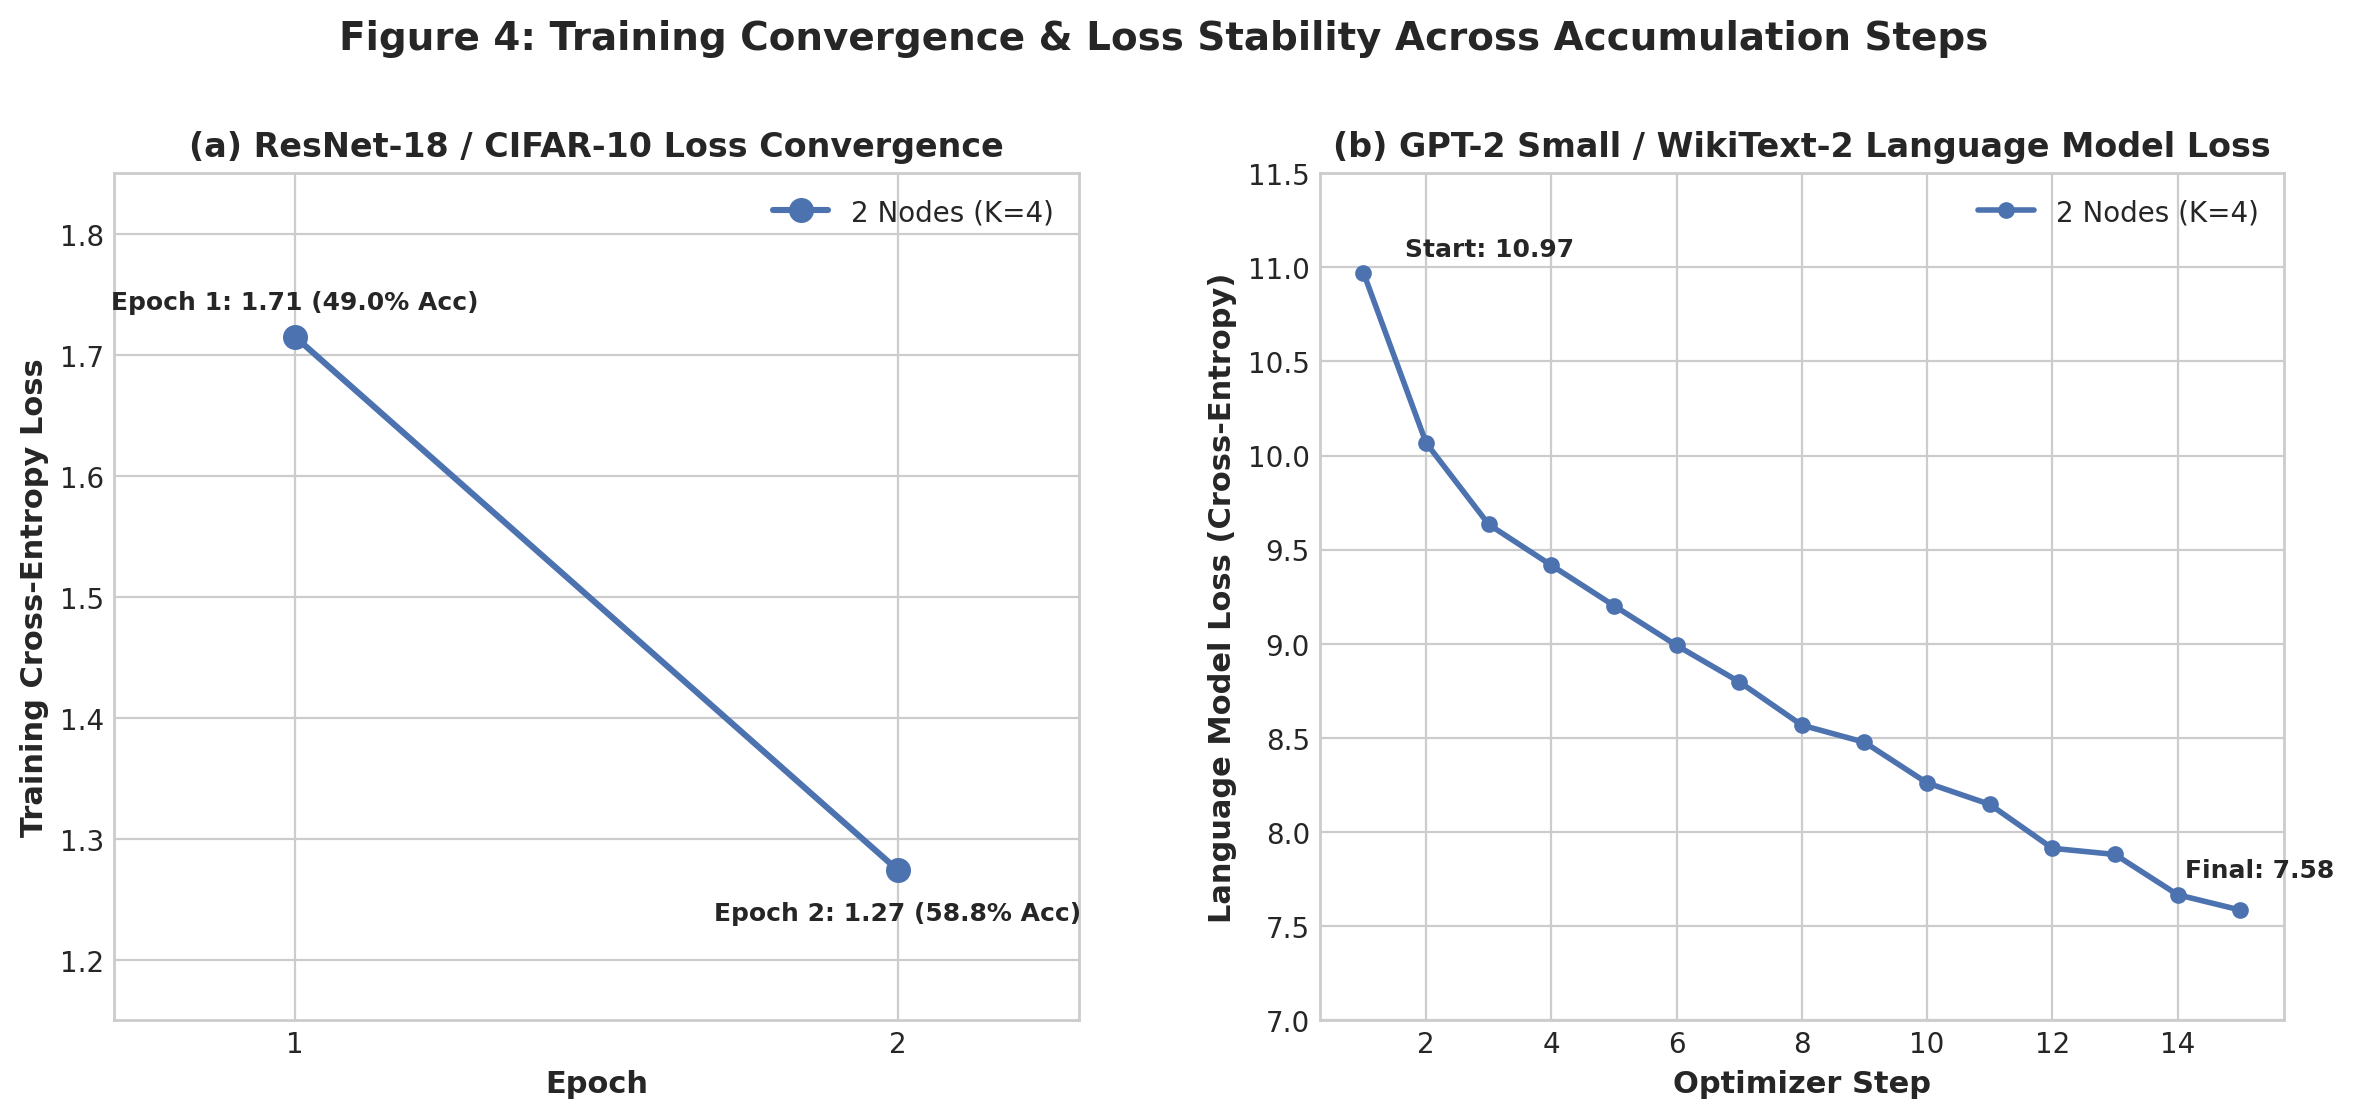 Figure 4: Training Convergence & Loss Stability Across Accumulation Steps
(a) ResNet-18 / CIFAR-10 Loss Convergence
2 Nodes (K=4)
Training Cross-Entropy Loss
1.8
1.7
1.6
1.5
1.4
1.3
1.2
Epoch 1: 1.71 (49.0% Acc)
Epoch 2: 1.27 (58.8% Acc)
1
2
Epoch
(b) GPT-2 Small / WikiText-2 Language Model Loss
2 Nodes (K=4)
Language Model Loss (Cross-Entropy)
11.5
11.0
10.5
10.0
9.5
9.0
8.5
8.0
7.5
7.0
Start: 10.97
Final: 7.58
2
4
6
8
10
12
14
Optimizer Step